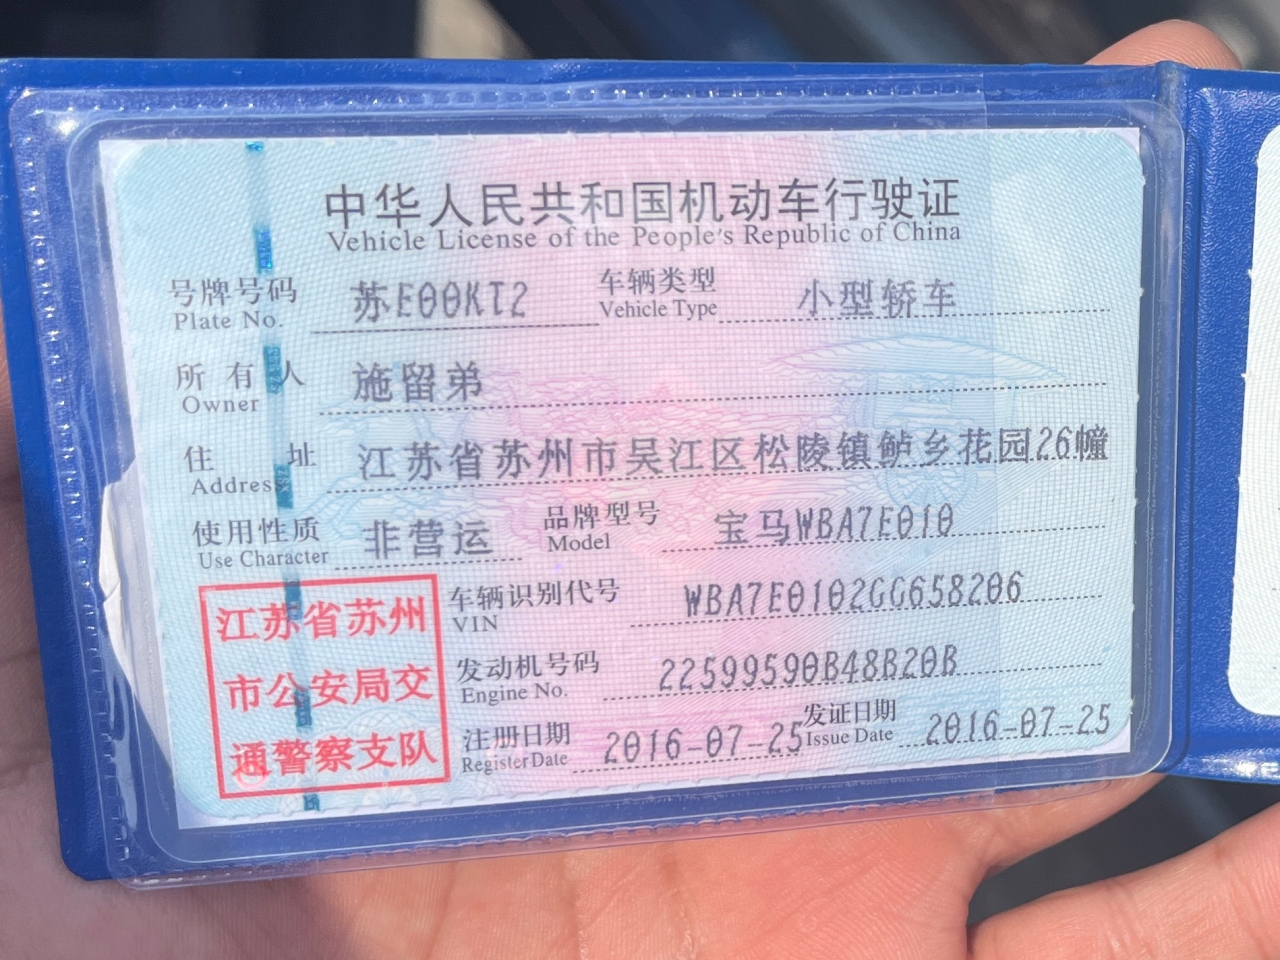 中华人民共和国机动车行驶证
Vehicle License of the People's Republic of China
号牌号码 苏E00KT2 车辆类型 小型轿车
Plate No. Vehicle Type
所有人 施留弟
Owner
住址 江苏省苏州市吴江区松陵镇鲈乡花园26幢
Address
使用性质 非营运 品牌型号 宝马WBA7E010
Use Character Model
江苏省苏州
市公安局交
通警察支队
车辆识别代号 WBA7E0102GG658206
VIN
发动机号码 22599590B48B20B
Engine No.
注册日期 2016-07-25 发证日期 2016-07-25
Register Date Issue Date